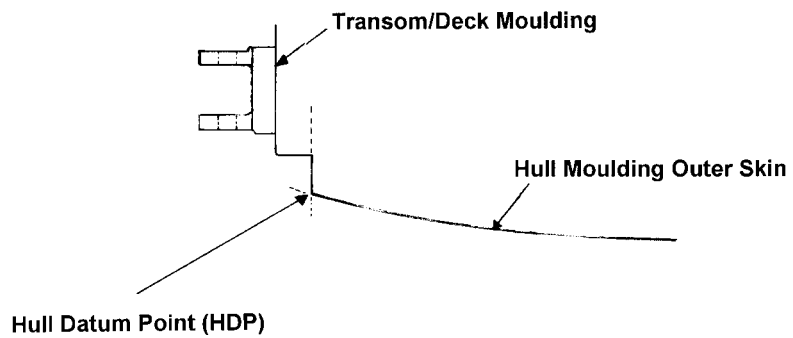 Transom/Deck Moulding
Hull Moulding Outer Skin
Hull Datum Point (HDP)